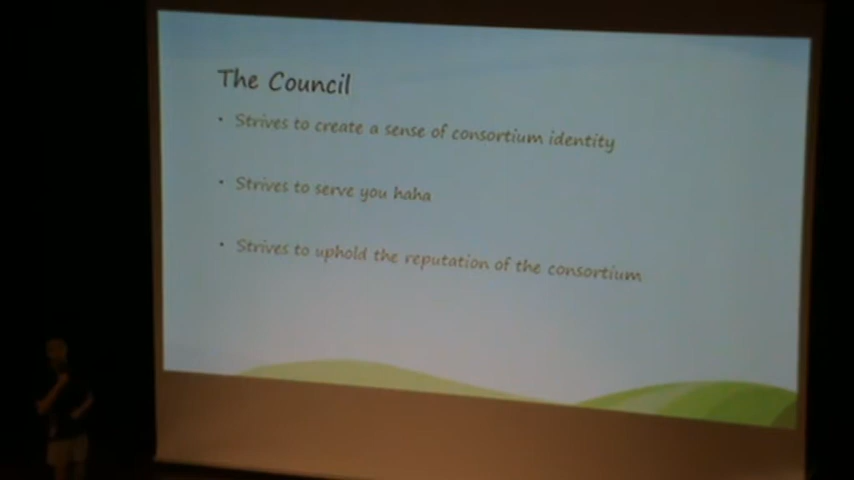 The Council
• Strives to create a sense of consortium identity
• Strives to serve you haha
• Strives to uphold the reputation of the consortium